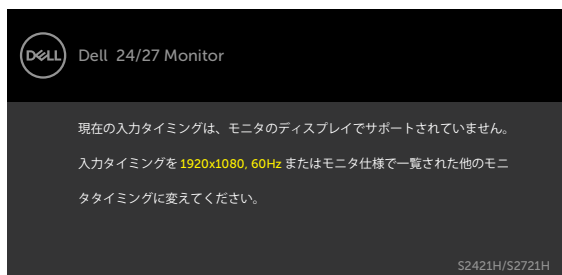 DELL Dell 24/27 Monitor
現在の入力タイミングは、モニタのディスプレイでサポートされていません。
入力タイミングを 1920x1080, 60Hz またはモニタ仕様で一覧された他のモニ
タタイミングに変えてください。
S2421H/S2721H